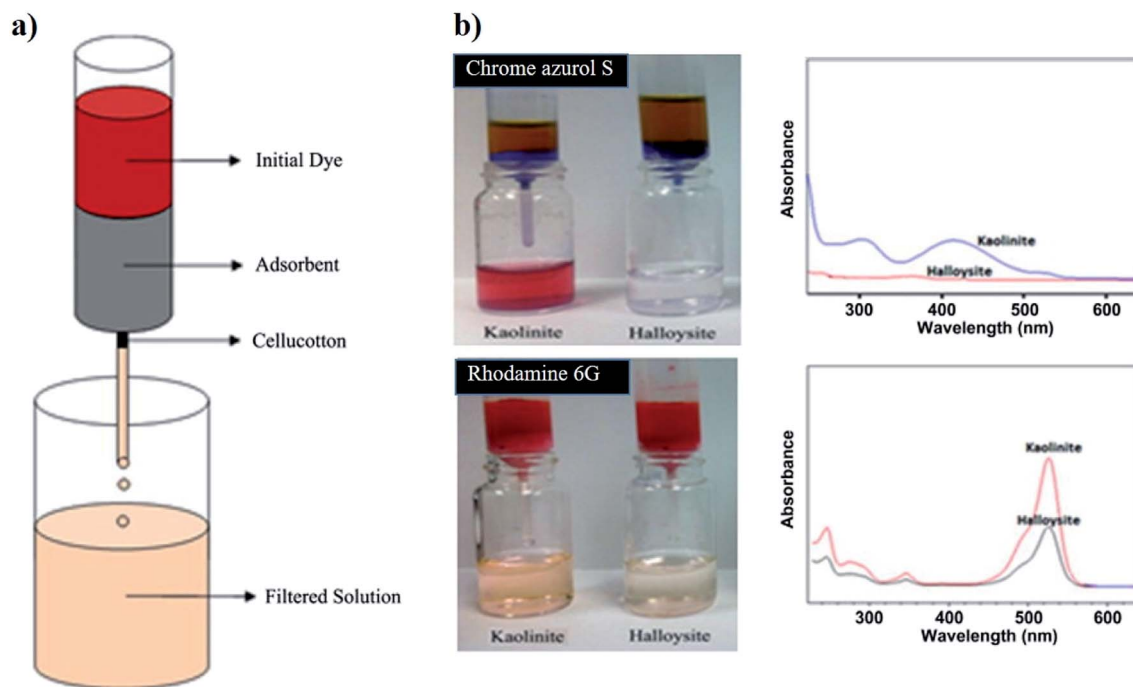 a)
Initial Dye
Adsorbent
Cellucotton
Filtered Solution
b)
Chrome azurol S
Kaolinite
Halloysite
Absorbance
Kaolinite
Halloysite
300
400
500
600
Wavelength (nm)
Rhodamine 6G
Kaolinite
Halloysite
Absorbance
Kaolinite
Halloysite
300
400
500
600
Wavelength (nm)